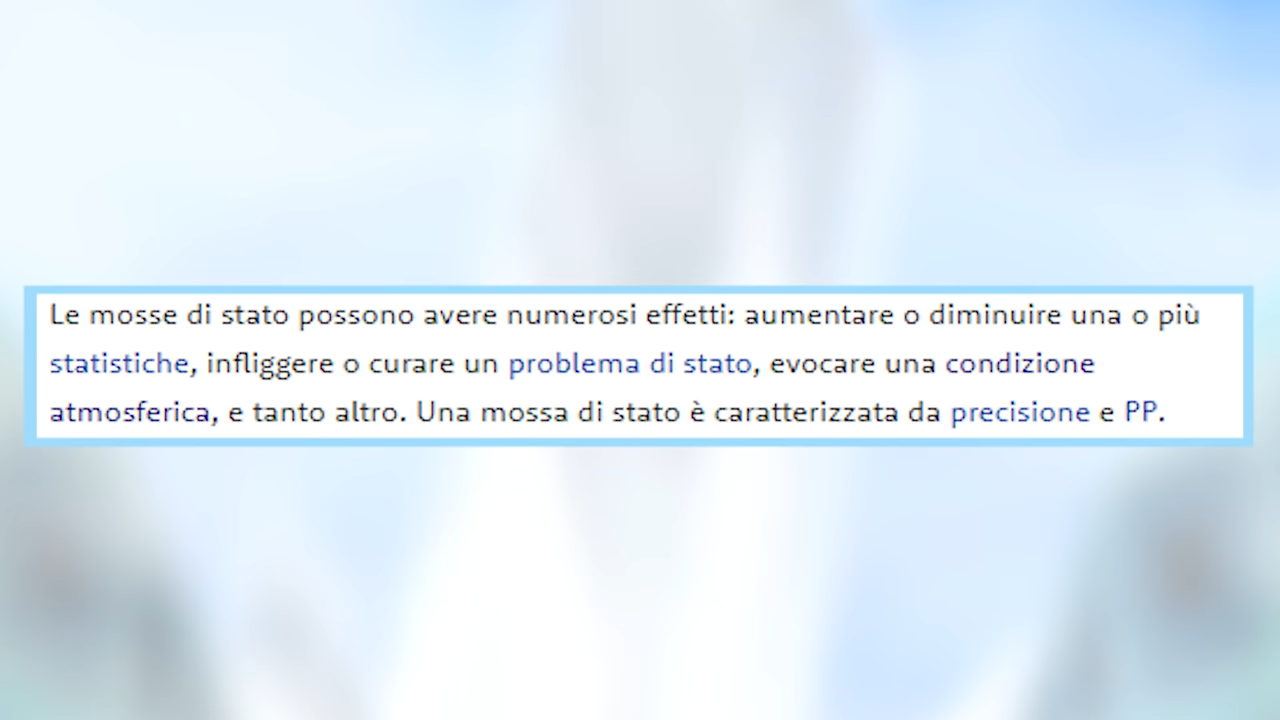 Le mosse di stato possono avere numerosi effetti: aumentare o diminuire una o più
statistiche, infliggere o curare un problema di stato, evocare una condizione
atmosferica, e tanto altro. Una mossa di stato è caratterizzata da precisione e PP.